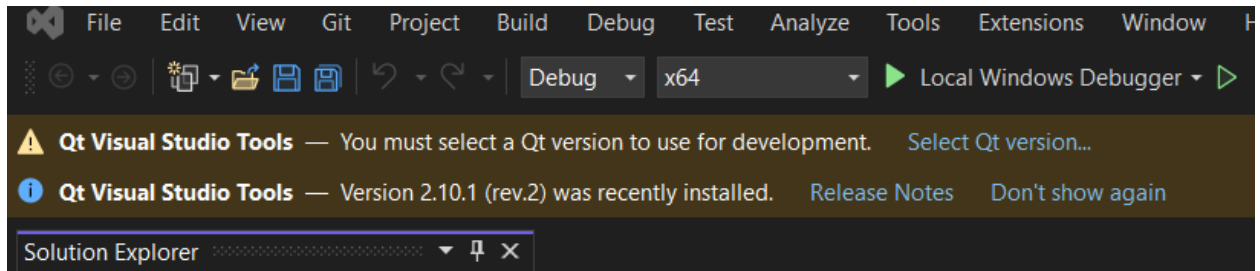 File Edit View Git Project Build Debug Test Analyze Tools Extensions Window
Debug x64 Local Windows Debugger
Qt Visual Studio Tools — You must select a Qt version to use for development. Select Qt version...
Qt Visual Studio Tools — Version 2.10.1 (rev.2) was recently installed. Release Notes Don't show again
Solution Explorer